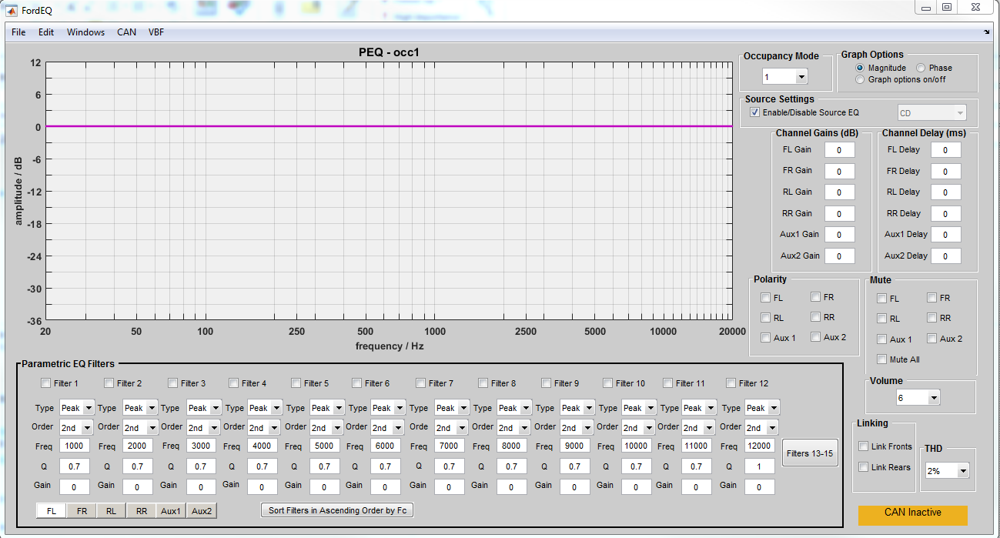 FordEQ
File Edit Windows CAN VBF
PEQ - occ1
12
6
0
-6
-12
-18
-24
-30
-36
amplitude / dB
20 50 100 250 500 1000 2500 5000 10000 20000
frequency / Hz
Occupancy Mode
1
Graph Options
Magnitude Phase
Graph options on/off
Source Settings
Enable/Disable Source EQ CD
Channel Gains (dB)
FL Gain 0
FR Gain 0
RL Gain 0
RR Gain 0
Aux1 Gain 0
Aux2 Gain 0
Channel Delay (ms)
FL Delay 0
FR Delay 0
RL Delay 0
RR Delay 0
Aux1 Delay 0
Aux2 Delay 0
Polarity
FL FR
RL RR
Aux 1 Aux 2
Mute
FL FR
RL RR
Aux 1 Aux 2
Mute All
Volume
6
Linking
Link Fronts
Link Rears
THD
2%
CAN Inactive
Parametric EQ Filters
Filter 1 Filter 2 Filter 3 Filter 4 Filter 5 Filter 6 Filter 7 Filter 8 Filter 9 Filter 10 Filter 11 Filter 12
Type Peak Type Peak Type Peak Type Peak Type Peak Type Peak Type Peak Type Peak Type Peak Type Peak Type Peak Type Peak
Order 2nd Order 2nd Order 2nd Order 2nd Order 2nd Order 2nd Orde 2nd Order 2nd Order 2nd Order 2nd Order 2nd Order 2nd
Freq 1000 Freq 2000 Freq 3000 Freq 4000 Freq 5000 Freq 6000 Freq 7000 Freq 8000 Freq 9000 Freq 10000 Freq 11000 Freq 12000
Q 0.7 Q 0.7 Q 0.7 Q 0.7 Q 0.7 Q 0.7 Q 0.7 Q 0.7 Q 0.7 Q 0.7 Q 0.7 Q 1
Gain 0 Gain 0 Gain 0 Gain 0 Gain 0 Gain 0 Gain 0 Gain 0 Gain 0 Gain 0 Gain 0 Gain 0
Filters 13-15
FL FR RL RR Aux1 Aux2
Sort Filters in Ascending Order by Fc